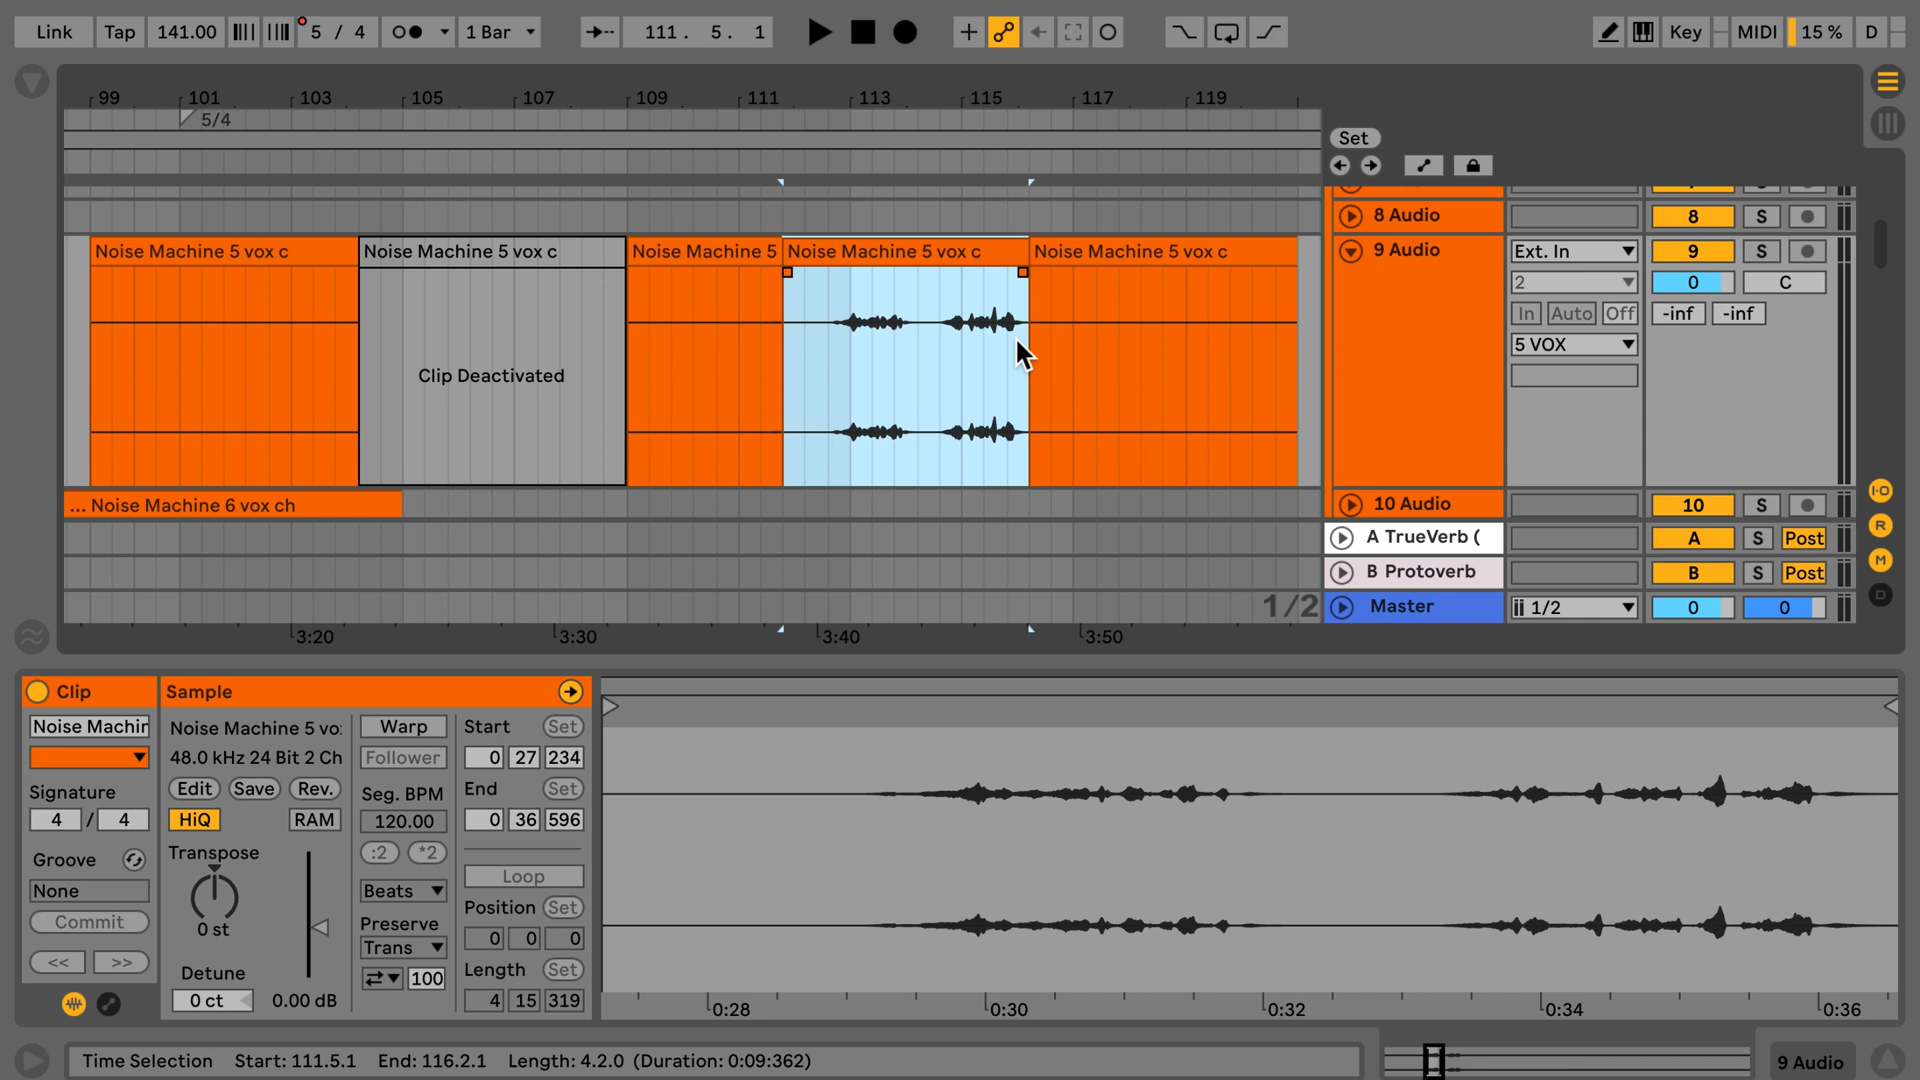 Link Tap 141.00 5 / 4 1 Bar 111. 5. 1 Key MIDI 15 % D
99 101 103 105 107 109 111 113 115 117 119
5/4
Set
8 Audio 8 S
Noise Machine 5 vox c Noise Machine 5 vox c Noise Machine 5 Noise Machine 5 vox c Noise Machine 5 vox c 9 Audio Ext. In 9 S
2 0 C
In Auto Off -inf -inf
5 VOX
Clip Deactivated
... Noise Machine 6 vox ch 10 Audio 10 S
A TrueVerb ( A S Post
B Protoverb B S Post
1/2 Master 1/2 0 0
3:20 3:30 3:40 3:50
I·O
R
M
D
Clip Sample
Noise Machin Noise Machine 5 vo: Warp Start Set
48.0 kHz 24 Bit 2 Ch Follower 0 27 234
Signature Edit Save Rev. Seg. BPM End Set
4 / 4 HiQ RAM 120.00 0 36 596
Groove Transpose :2 *2 Loop
None Beats Position Set
Commit 0 st Preserve
Trans 0 0 0
<< >> Detune 100 Length Set
0 ct 0.00 dB 4 15 319
0:28 0:30 0:32 0:34 0:36
Time Selection Start: 111.5.1 End: 116.2.1 Length: 4.2.0 (Duration: 0:09:362) 9 Audio